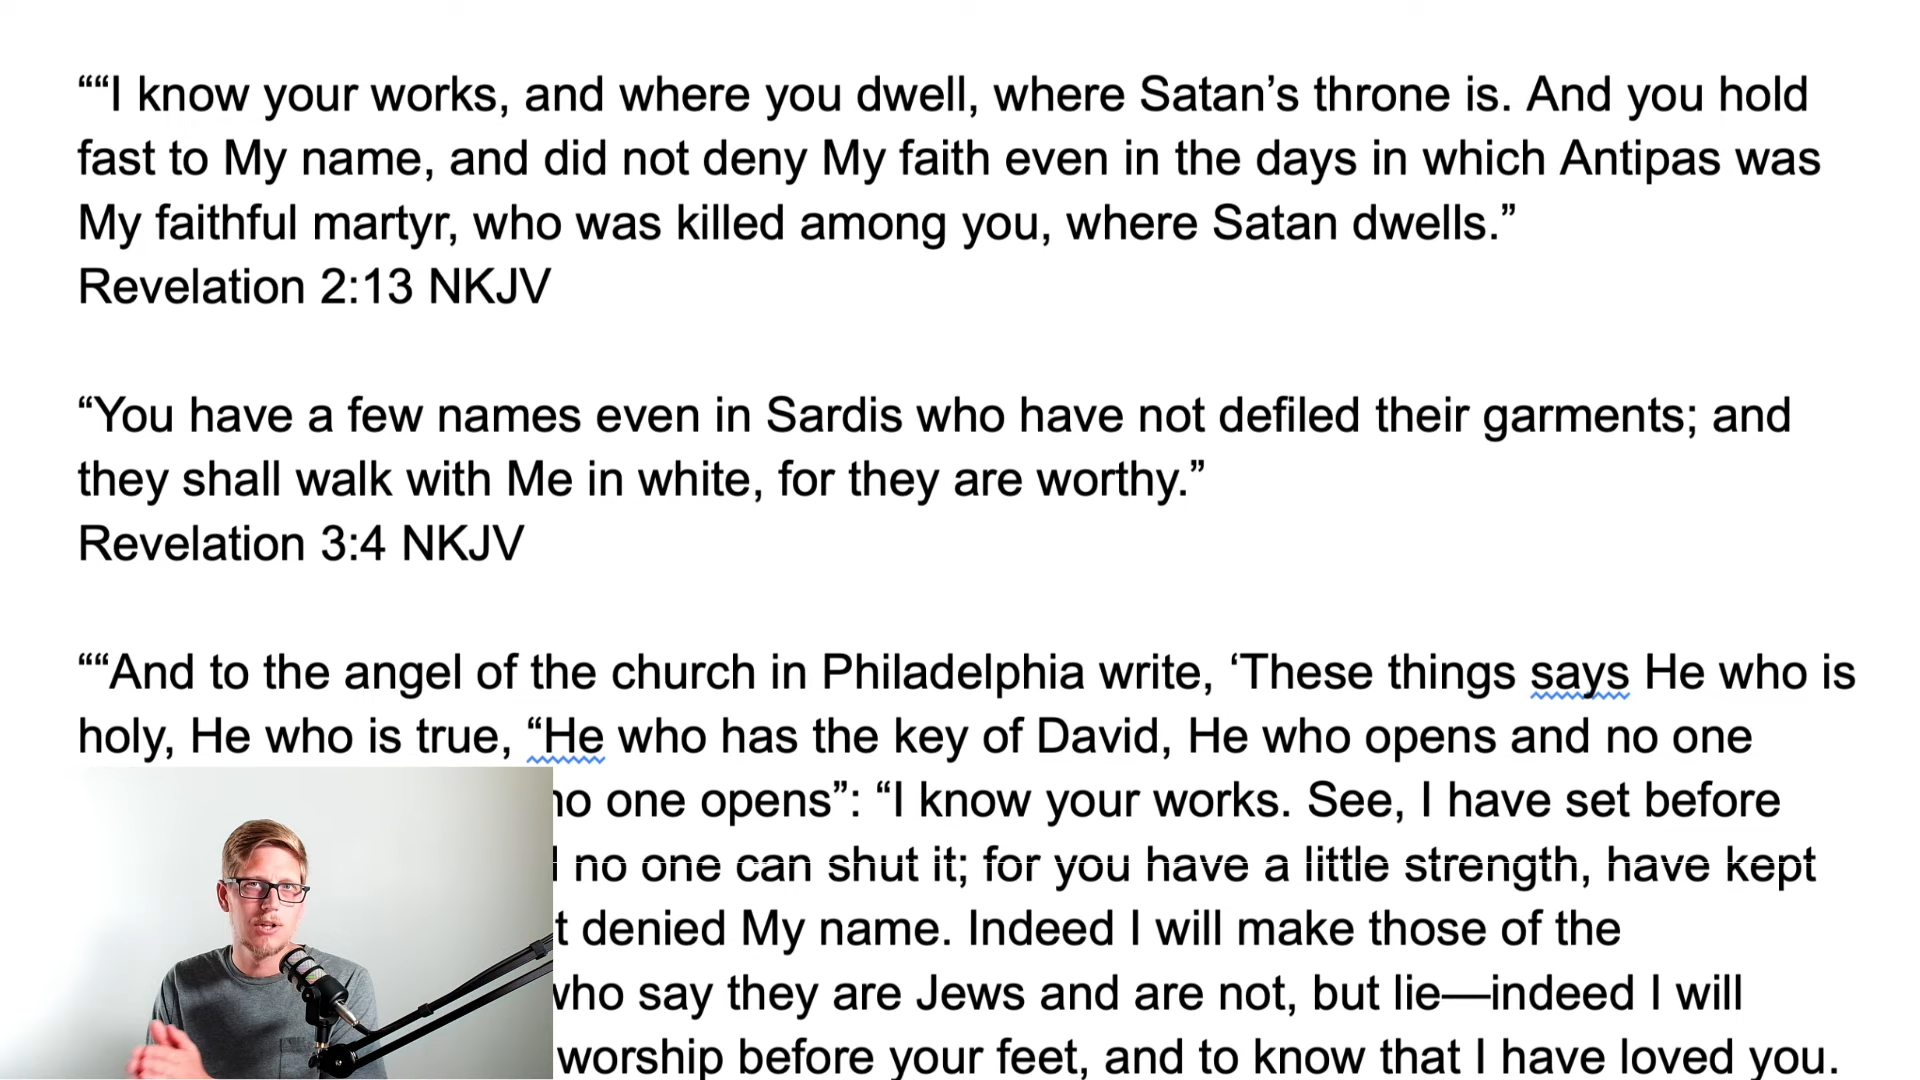 ““I know your works, and where you dwell, where Satan’s throne is. And you hold
fast to My name, and did not deny My faith even in the days in which Antipas was
My faithful martyr, who was killed among you, where Satan dwells.”
Revelation 2:13 NKJV
“You have a few names even in Sardis who have not defiled their garments; and
they shall walk with Me in white, for they are worthy.”
Revelation 3:4 NKJV
““And to the angel of the church in Philadelphia write, ‘These things says He who is
holy, He who is true, “He who has the key of David, He who opens and no one
one opens”: “I know your works. See, I have set before
no one can shut it; for you have a little strength, have kept
denied My name. Indeed I will make those of the
who say they are Jews and are not, but lie—indeed I will
worship before your feet, and to know that I have loved you.